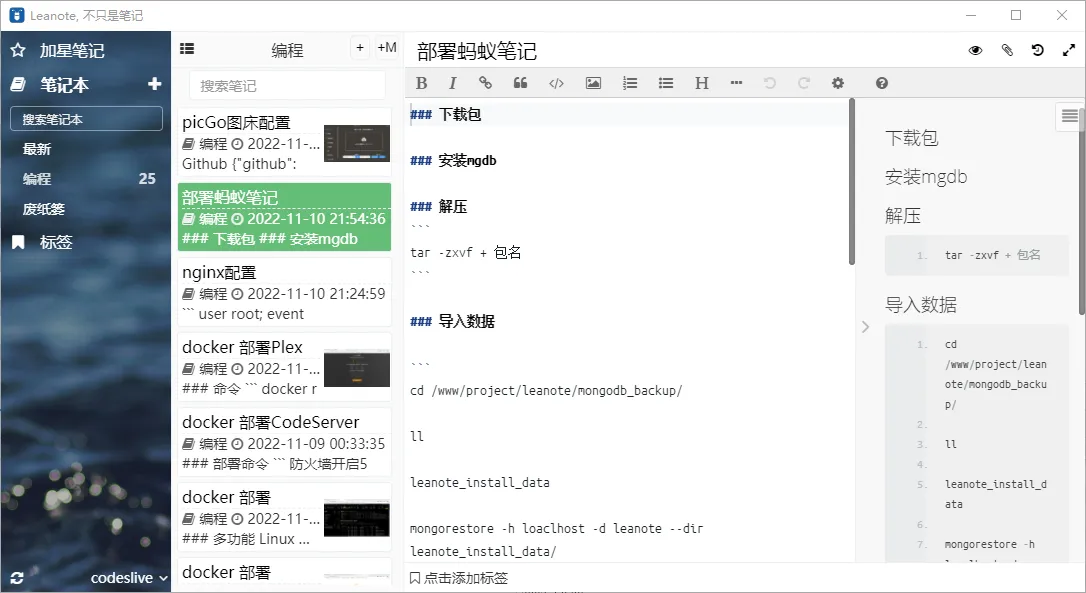 Leanote, 不只是笔记
加星笔记
笔记本
搜索笔记本
最新
编程 25
废纸篓
标签
codeslive
编程 + +M
搜索笔记
picGo图床配置
编程 2022-11-...
Github {"github":
部署蚂蚁笔记
编程 2022-11-10 21:54:36
### 下载包 ### 安装mgdb
nginx配置
编程 2022-11-10 21:24:59
``` user root; event
docker 部署Plex
编程 2022-11-...
### 命令 ``` docker r
docker 部署CodeServer
编程 2022-11-09 00:33:35
### 部署命令 ``` 防火墙开启5
docker 部署
编程 2022-11-...
### 多功能 Linux ...
docker 部署
部署蚂蚁笔记
B I H
### 下载包
### 安装mgdb
### 解压
```
tar -zxvf + 包名
```
### 导入数据
```
cd /www/project/leanote/mongodb_backup/
ll
leanote_install_data
mongorestore -h loaclhost -d leanote --dir
leanote_install_data/
点击添加标签
下载包
安装mgdb
解压
1. tar -zxvf + 包名
导入数据
1. cd
/www/project/lean
ote/mongodb_backu
p/
2.
3. ll
4.
5. leanote_install_d
ata
6.
7. mongorestore -h